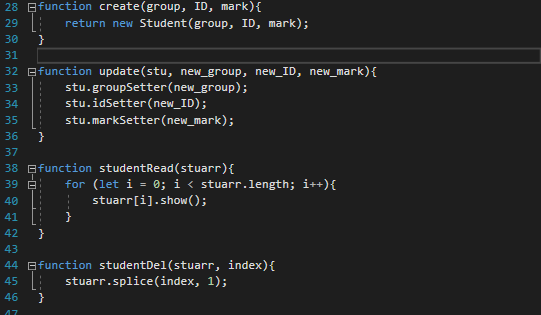 28 function create(group, ID, mark){
29     return new Student(group, ID, mark);
30 }
31
32 function update(stu, new_group, new_ID, new_mark){
33     stu.groupSetter(new_group);
34     stu.idSetter(new_ID);
35     stu.markSetter(new_mark);
36 }
37
38 function studentRead(stuarr){
39     for (let i = 0; i < stuarr.length; i++){
40         stuarr[i].show();
41     }
42 }
43
44 function studentDel(stuarr, index){
45     stuarr.splice(index, 1);
46 }
47